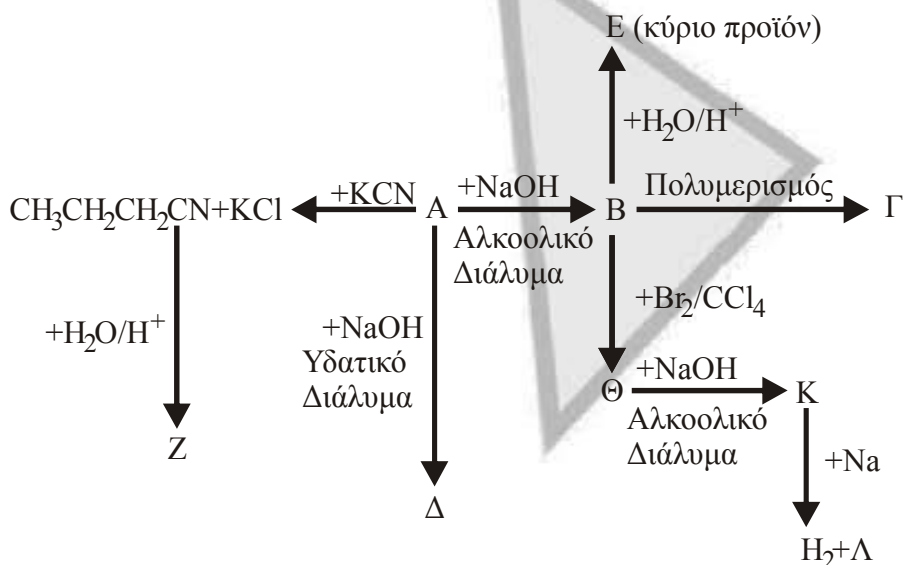 Ε (κύριο προϊόν)
+H₂O/H⁺
CH₃CH₂CH₂CN+KCl
+KCN
Α
+NaOH
Αλκοολικό
Διάλυμα
Β
Πολυμερισμός
Γ
+H₂O/H⁺
Ζ
+NaOH
Υδατικό
Διάλυμα
Δ
+Br₂/CCl₄
Θ
+NaOH
Αλκοολικό
Διάλυμα
Κ
+Na
H₂+Λ